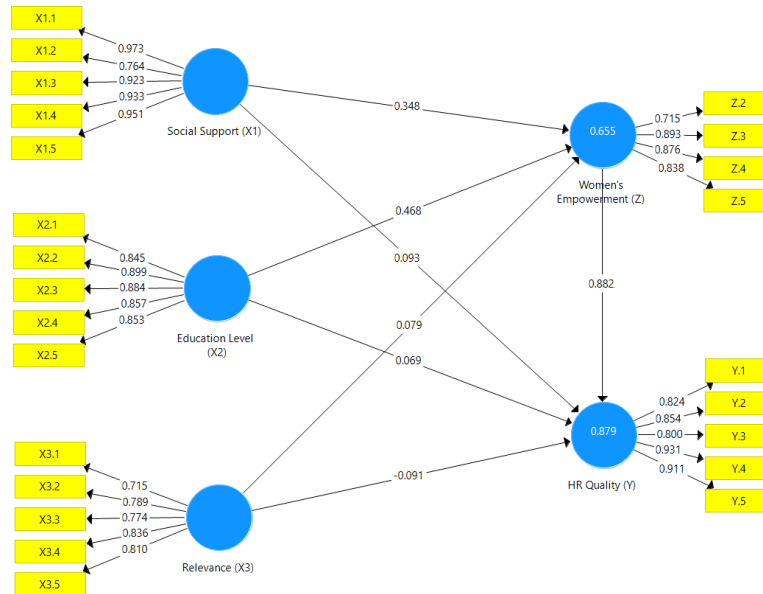 X1.1
X1.2
X1.3
X1.4
X1.5
0.973
0.764
0.923
0.933
0.951
Social Support (X1)
0.348
0.093
X2.1
X2.2
X2.3
X2.4
X2.5
0.845
0.899
0.884
0.857
0.853
Education Level
(X2)
0.468
0.069
X3.1
X3.2
X3.3
X3.4
X3.5
0.715
0.789
0.774
0.836
0.810
Relevance (X3)
0.079
-0.091
0.655
Women's
Empowerment (Z)
0.715
0.893
0.876
0.838
Z.2
Z.3
Z.4
Z.5
0.882
0.879
HR Quality (Y)
0.824
0.854
0.800
0.931
0.911
Y.1
Y.2
Y.3
Y.4
Y.5